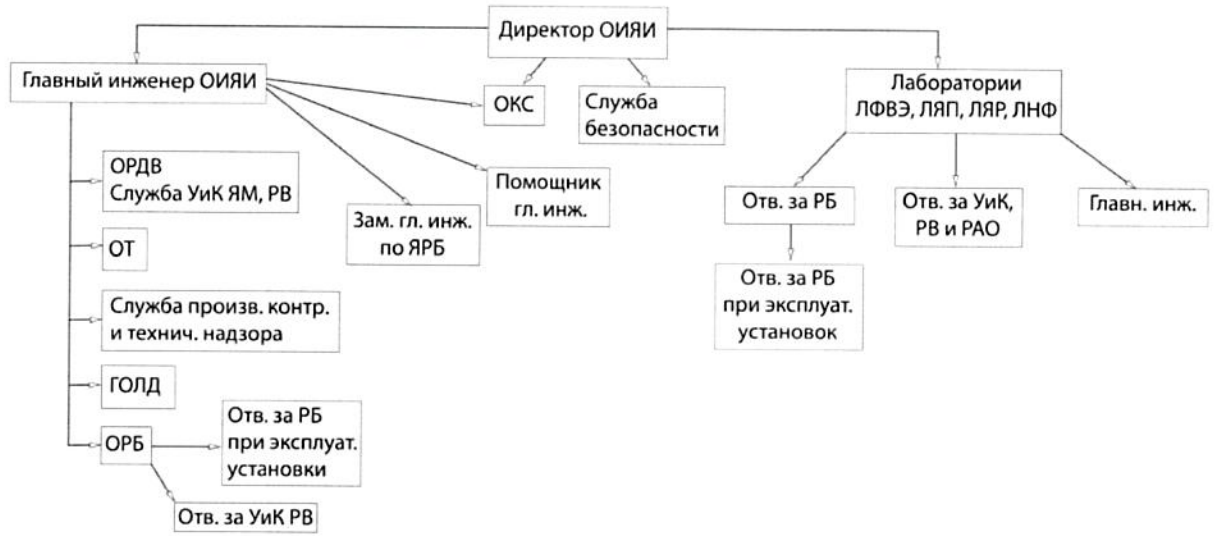 Директор ОИЯИ
Главный инженер ОИЯИ
ОКС
Служба
безопасности
Лаборатории
ЛФВЭ, ЛЯП, ЛЯР, ЛНФ
ОРДВ
Служба УиК ЯМ, РВ
Помощник
гл. инж.
Зам. гл. инж.
по ЯРБ
Отв. за РБ
Отв. за УиК,
РВ и РАО
Главн. инж.
ОТ
Отв. за РБ
при эксплуат.
установок
Служба произв. контр.
и технич. надзора
ГОЛД
ОРБ
Отв. за РБ
при эксплуат.
установки
Отв. за УиК РВ